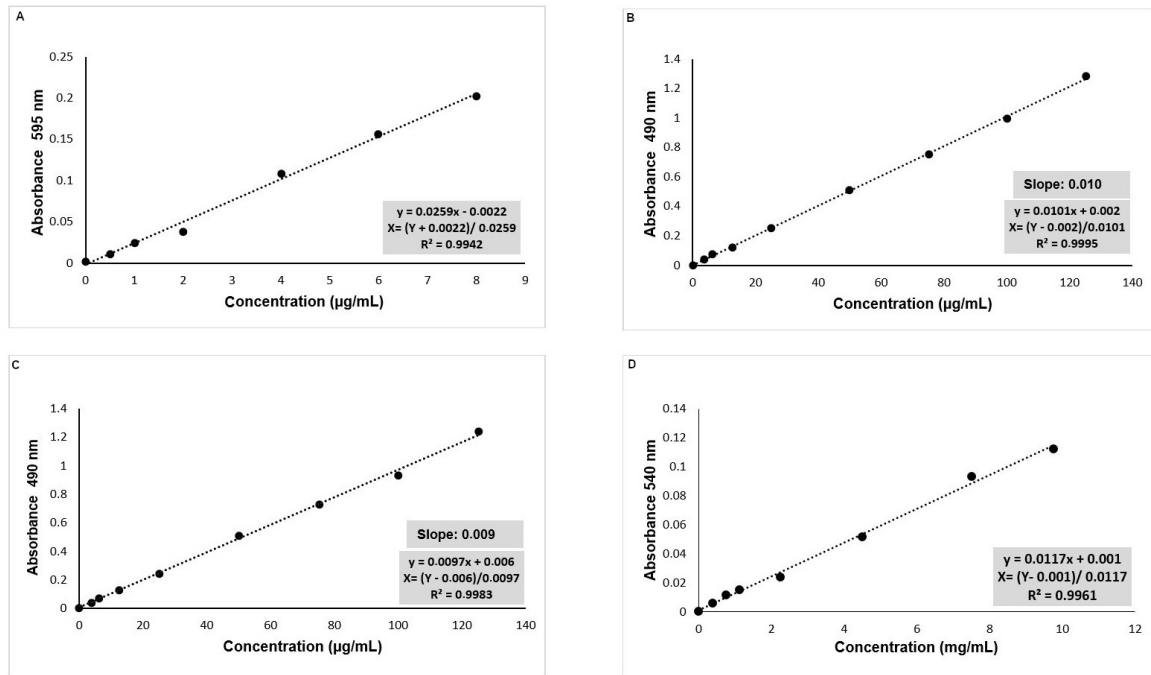 A
Absorbance 595 nm
0.25
0.2
0.15
0.1
0.05
0
y = 0.0259x - 0.0022
X= (Y + 0.0022)/ 0.0259
R² = 0.9942
0 1 2 3 4 5 6 7 8 9
Concentration (µg/mL)
B
Absorbance 490 nm
1.4
1.2
1
0.8
0.6
0.4
0.2
0
Slope: 0.010
y = 0.0101x + 0.002
X= (Y - 0.002)/0.0101
R² = 0.9995
0 20 40 60 80 100 120 140
Concentration (µg/mL)
C
Absorbance 490 nm
1.4
1.2
1
0.8
0.6
0.4
0.2
0
Slope: 0.009
y = 0.0097x + 0.006
X= (Y - 0.006)/0.0097
R² = 0.9983
0 20 40 60 80 100 120 140
Concentration (µg/mL)
D
Absorbance 540 nm
0.14
0.12
0.1
0.08
0.06
0.04
0.02
0
y = 0.0117x + 0.001
X= (Y- 0.001)/ 0.0117
R² = 0.9961
0 2 4 6 8 10 12
Concentration (mg/mL)